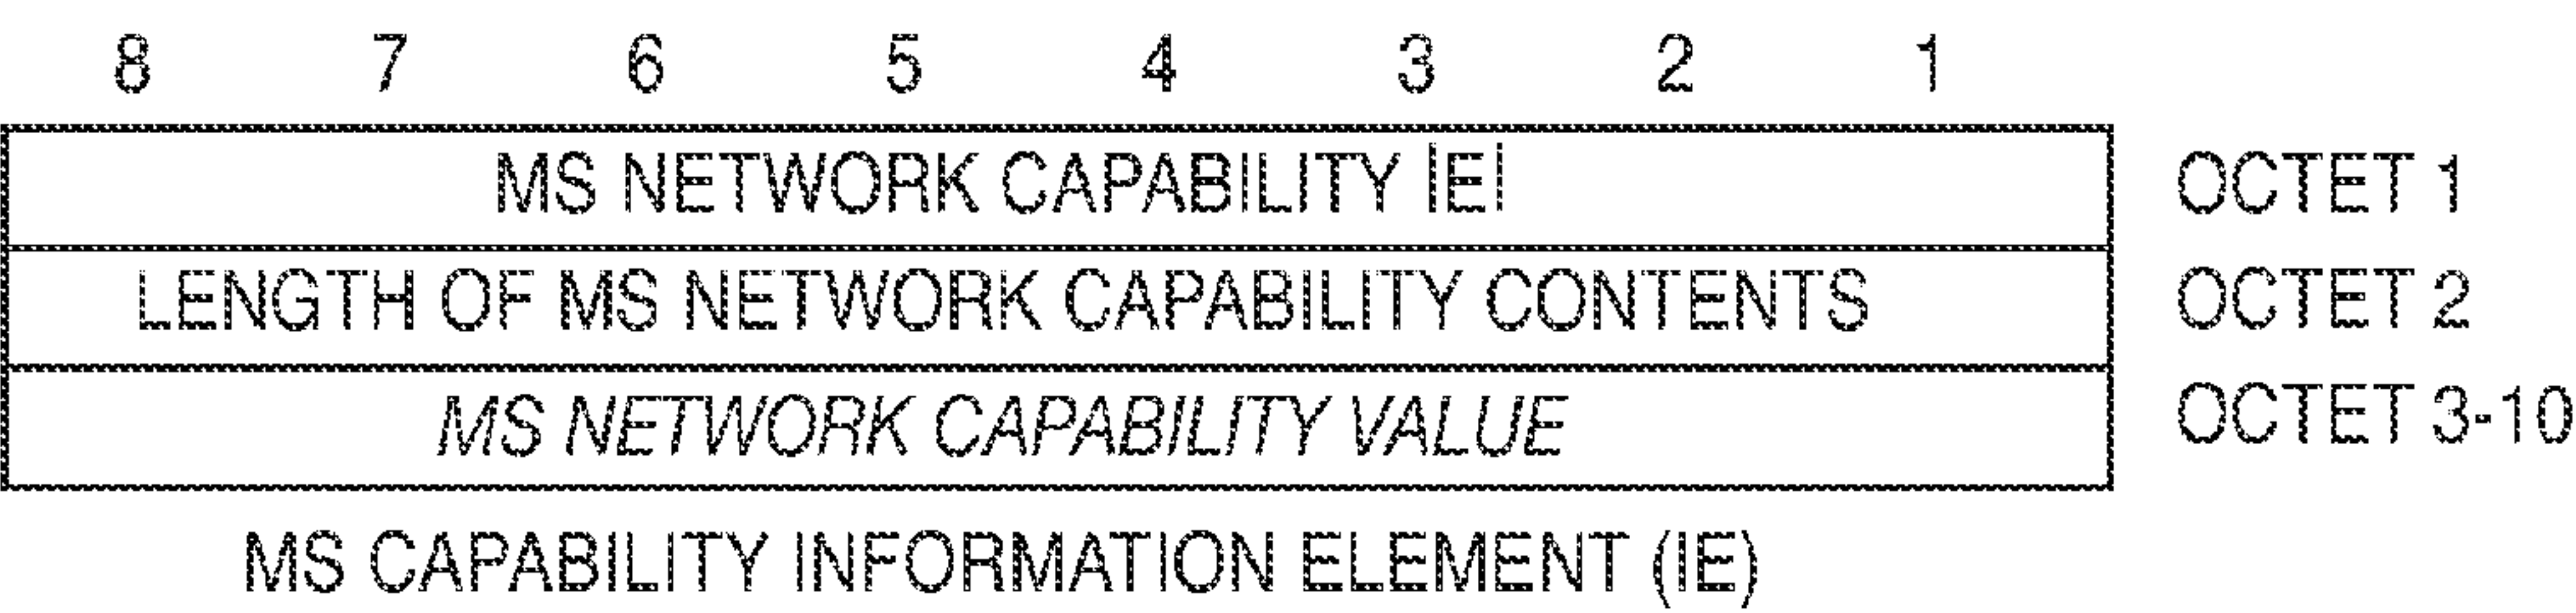 8 7 6 5 4 3 2 1
MS NETWORK CAPABILITY IEI OCTET 1
LENGTH OF MS NETWORK CAPABILITY CONTENTS OCTET 2
MS NETWORK CAPABILITY VALUE OCTET 3-10
MS CAPABILITY INFORMATION ELEMENT (IE)